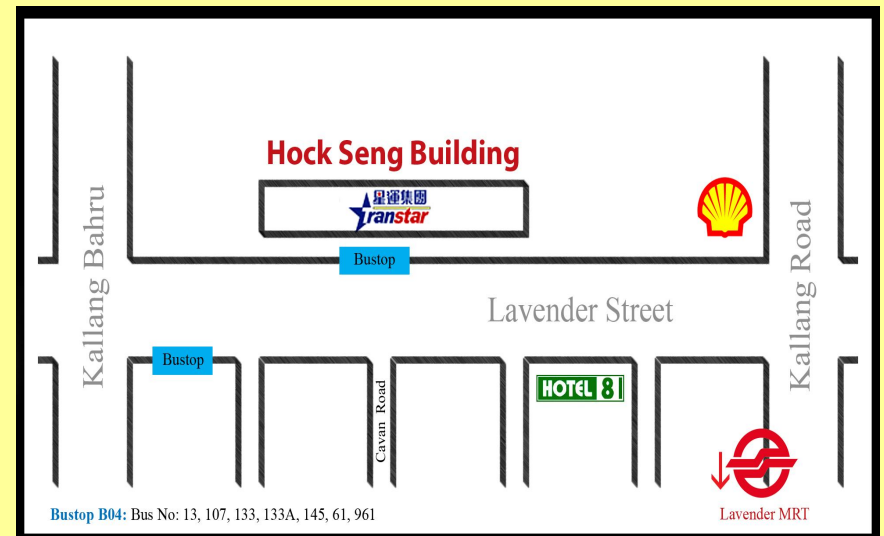 Hock Seng Building
星運集團
Transtar
Bustop
Kallang Bahru
Lavender Street
Kallang Road
Bustop
HOTEL 81
Cavan Road
Bustop B04: Bus No: 13, 107, 133, 133A, 145, 61, 961
Lavender MRT